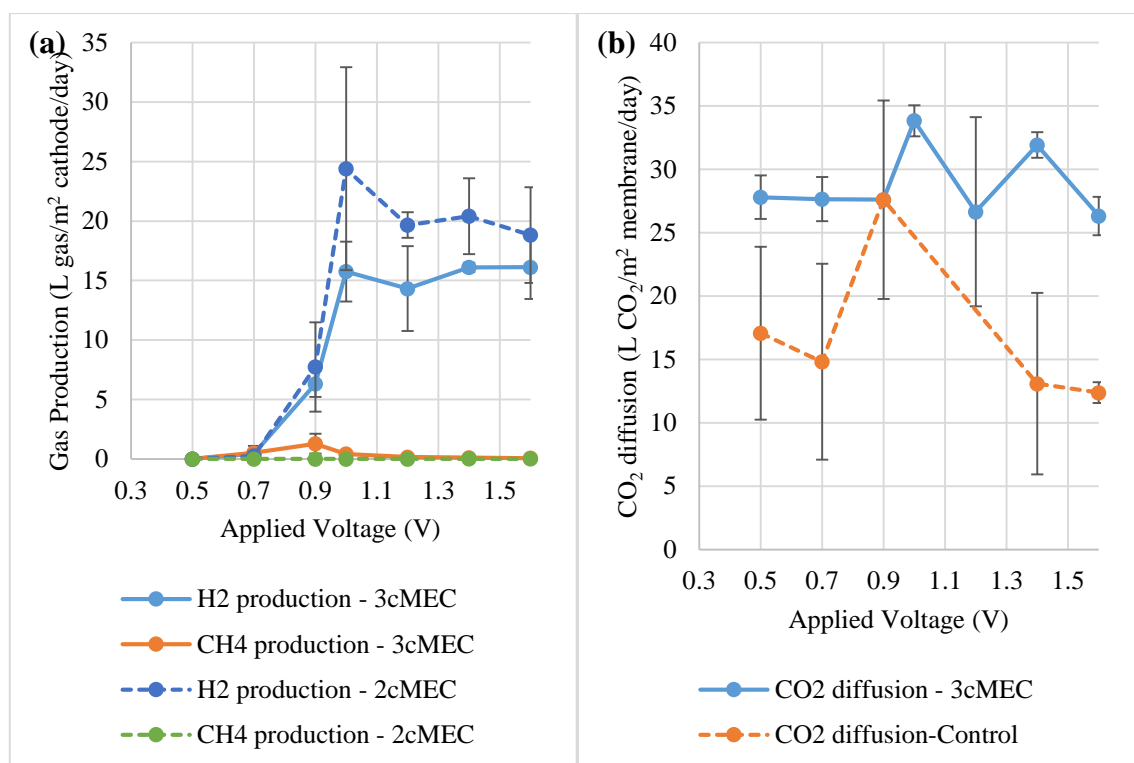 (a)
Gas Production (L gas/m² cathode/day)
35
30
25
20
15
10
5
0
0.3 0.5 0.7 0.9 1.1 1.3 1.5
Applied Voltage (V)
H2 production - 3cMEC
CH4 production - 3cMEC
H2 production - 2cMEC
CH4 production - 2cMEC
(b)
CO₂ diffusion (L CO₂/m² membrane/day)
40
35
30
25
20
15
10
5
0
0.3 0.5 0.7 0.9 1.1 1.3 1.5
Applied Voltage (V)
CO2 diffusion - 3cMEC
CO2 diffusion-Control